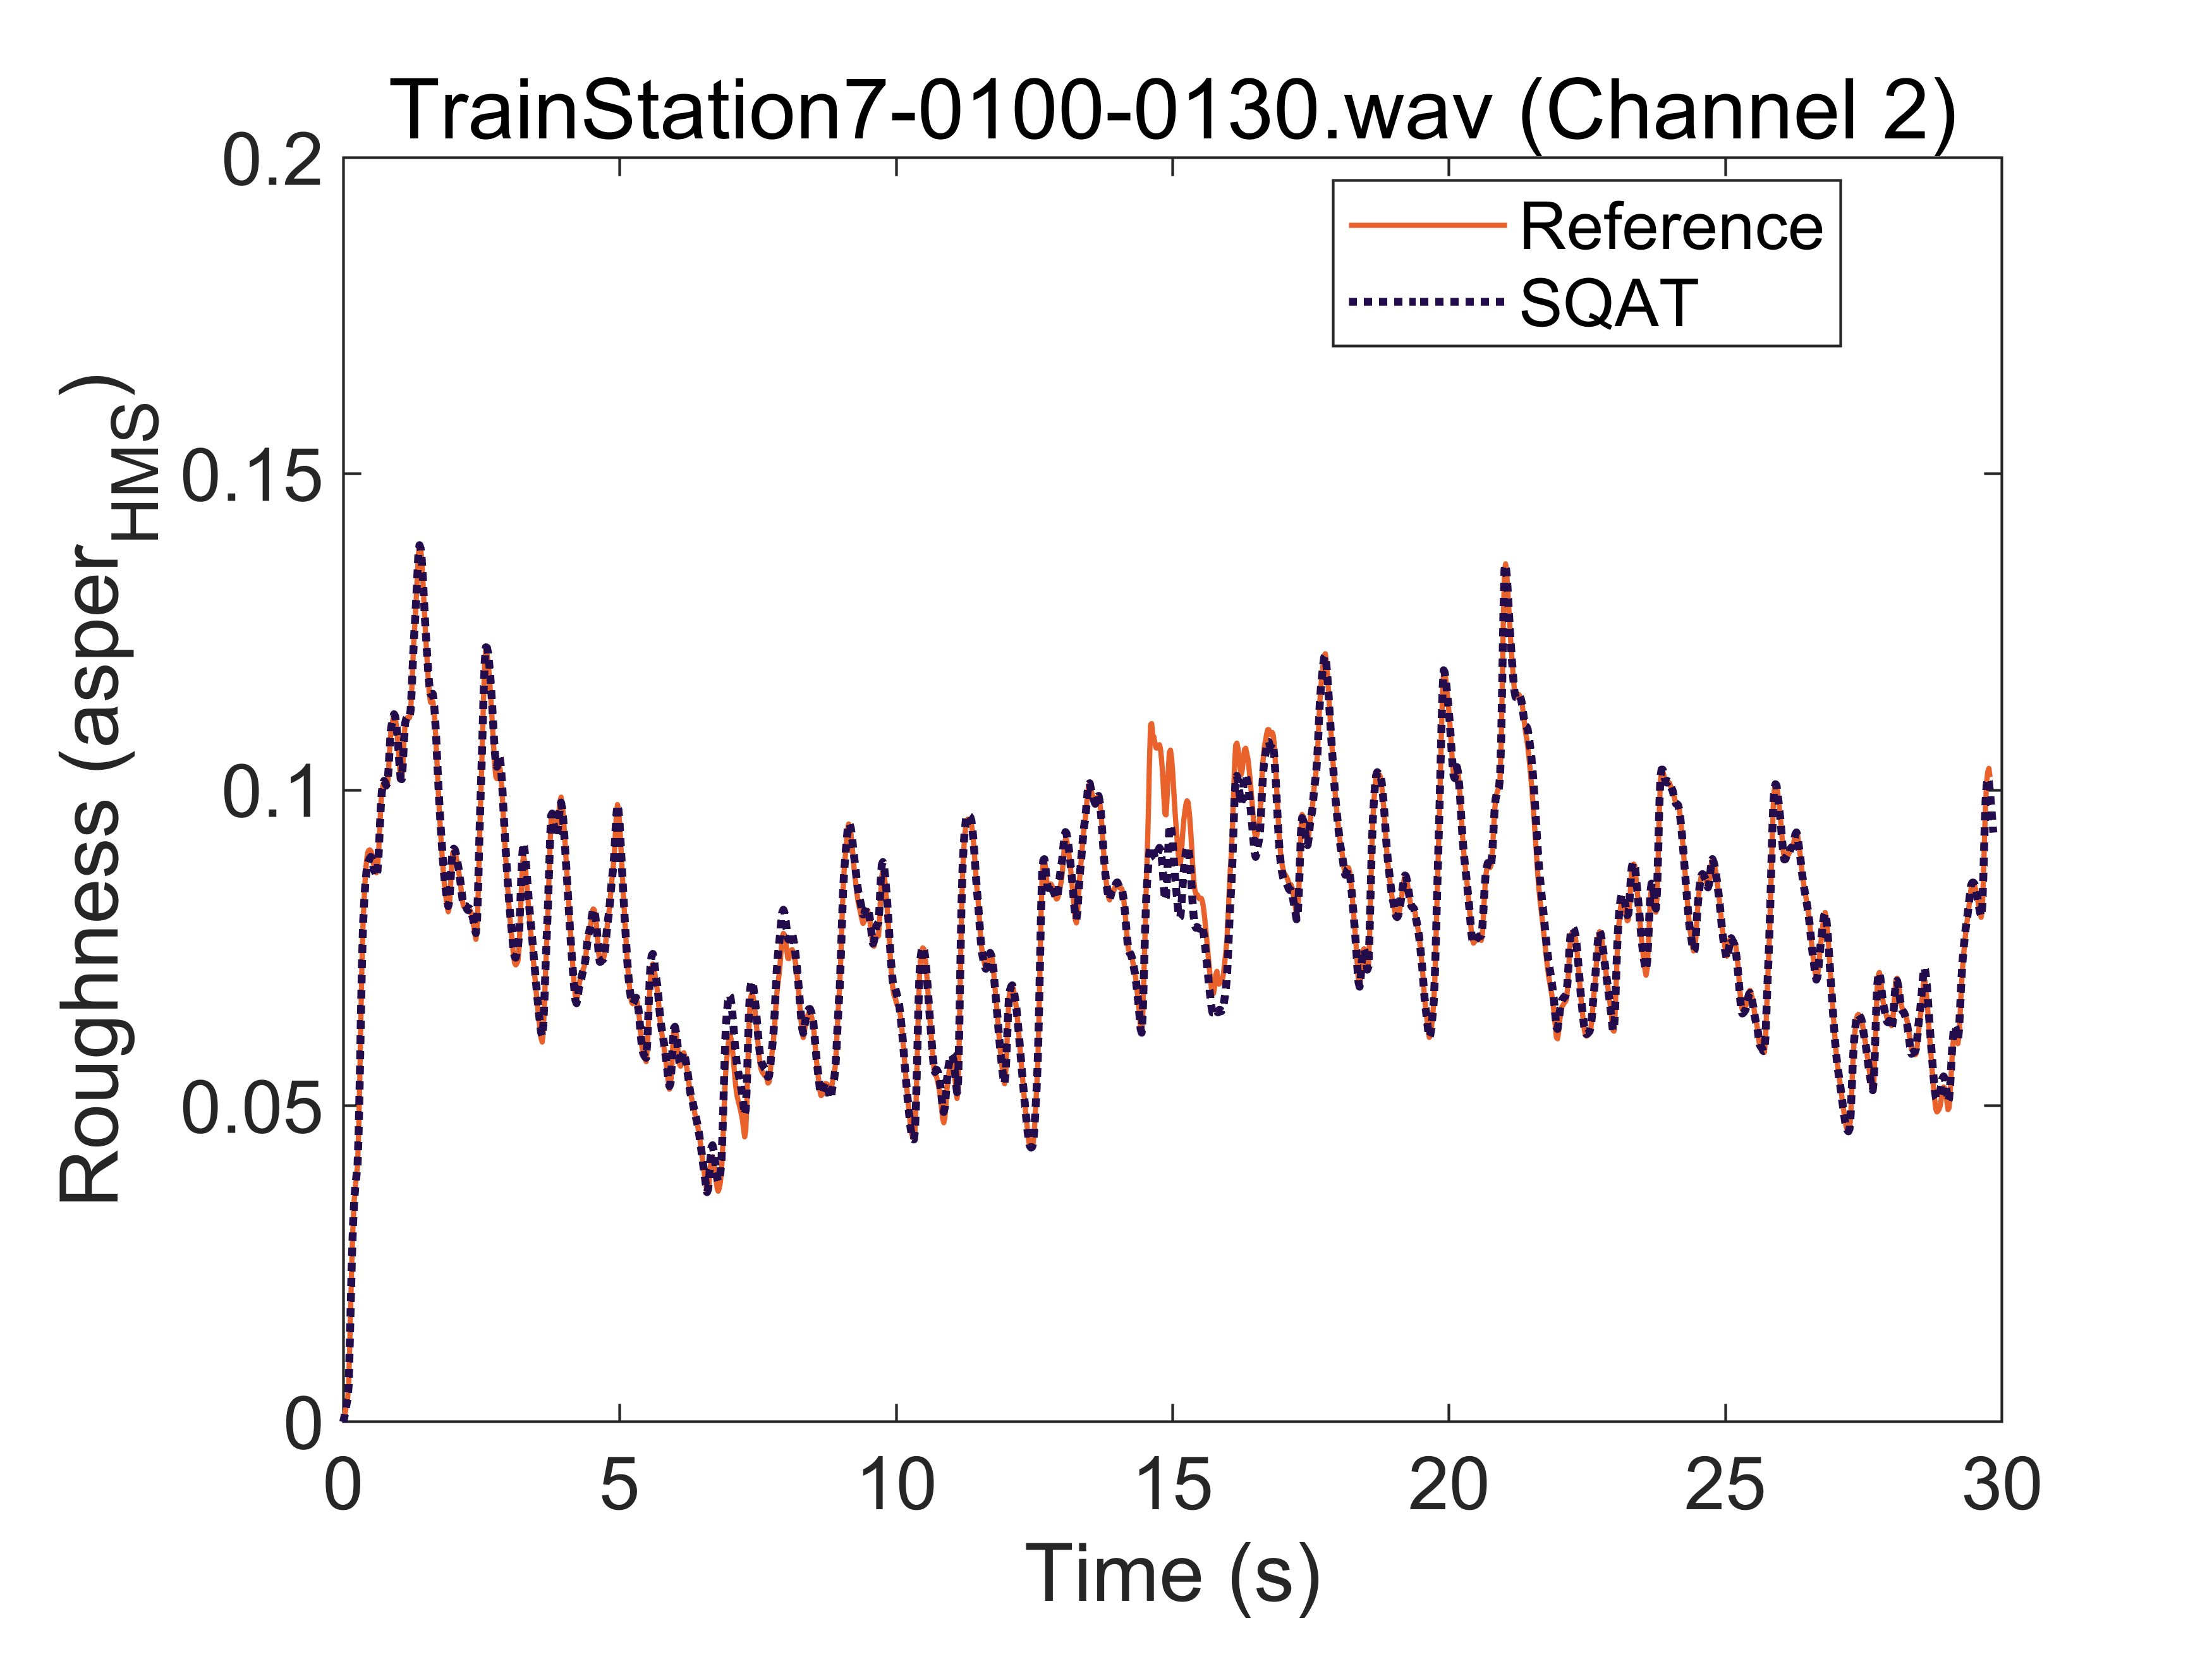 TrainStation7-0100-0130.wav (Channel 2)
Reference
SQAT
Roughness (asper_HMS)
0.2
0.15
0.1
0.05
0
0 5 10 15 20 25 30
Time (s)